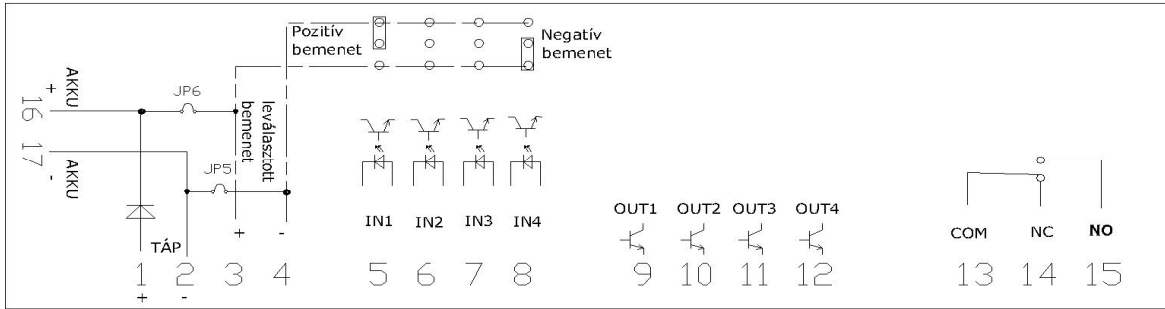 Pozitív
bemenet
Negatív
bemenet
+ AKKU
16
17
- AKKU
JP6
JP5
leválasztott
bemenet
+ -
IN1 IN2 IN3 IN4
OUT1 OUT2 OUT3 OUT4
COM NC NO
TÁP
1 2 3 4 5 6 7 8 9 10 11 12 13 14 15
+ -